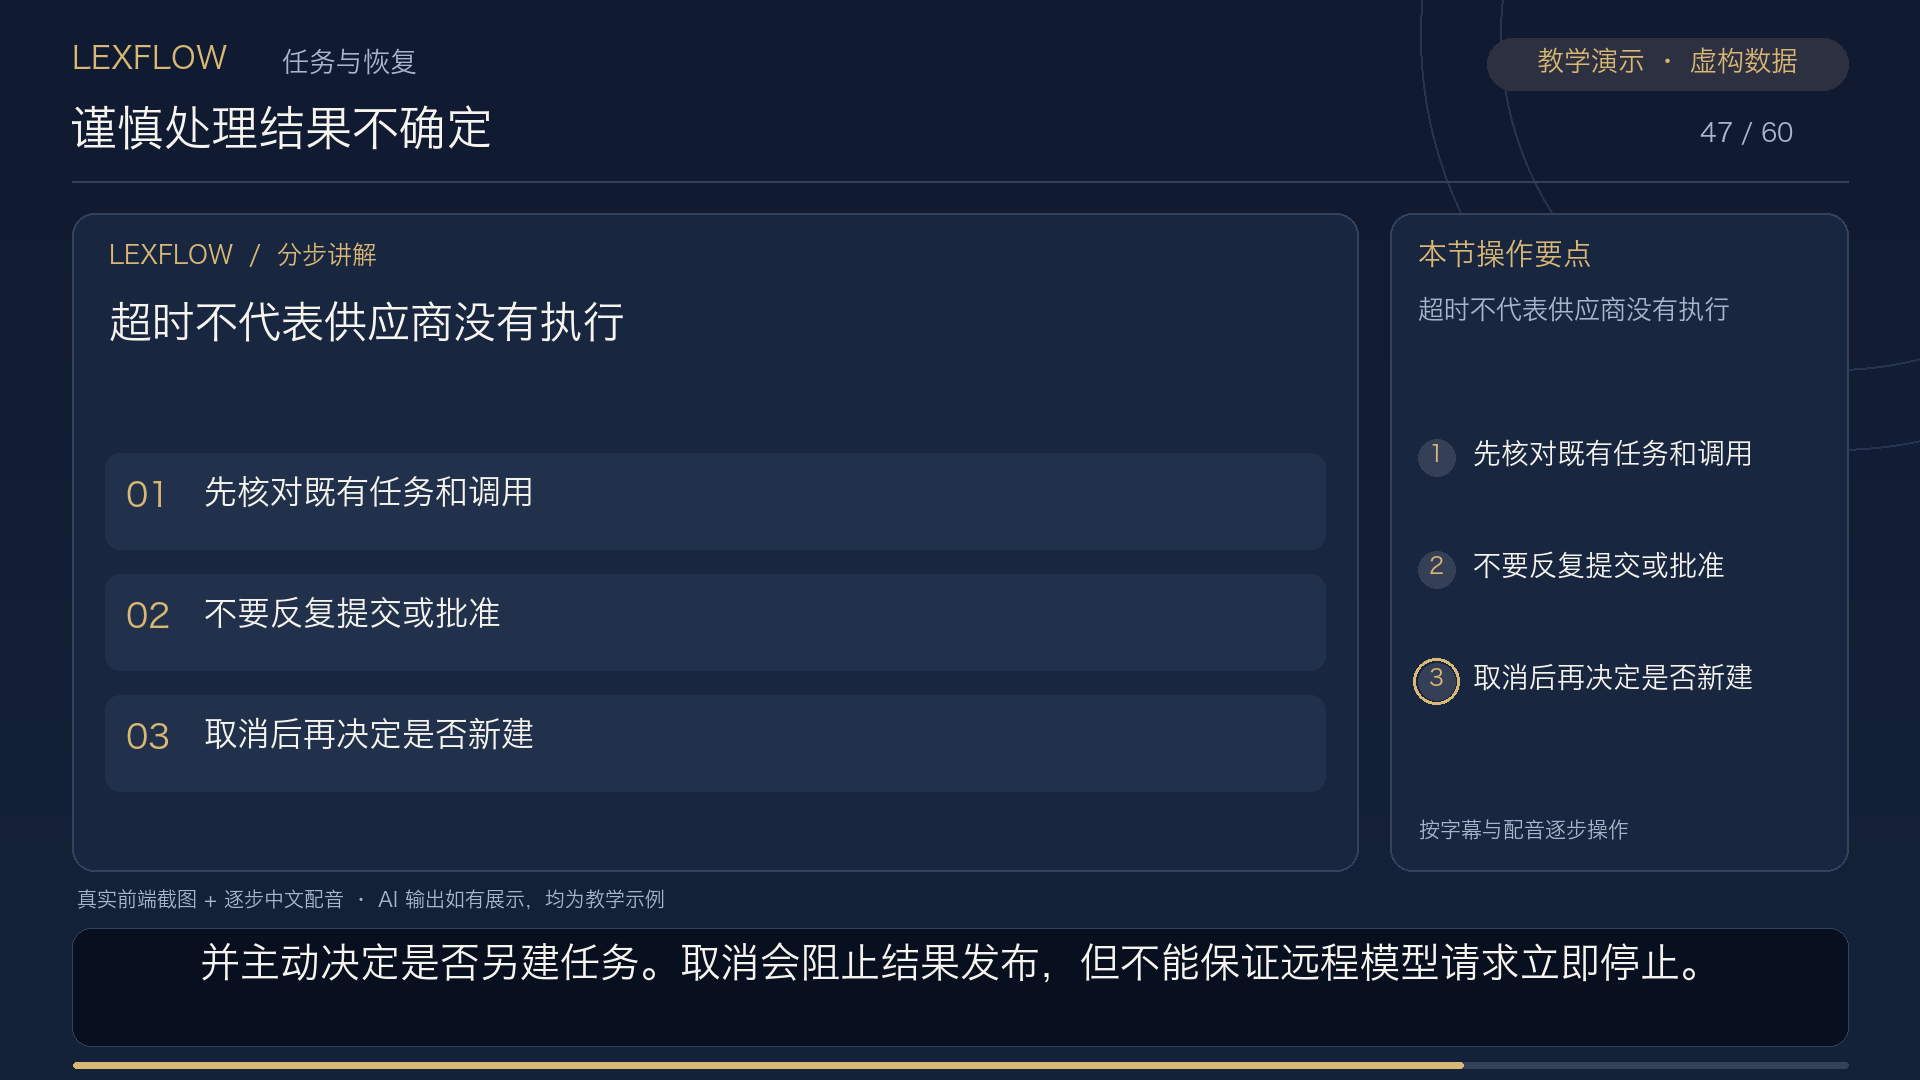 LEXFLOW 任务与恢复
教学演示 · 虚构数据
谨慎处理结果不确定
47 / 60
LEXFLOW / 分步讲解
超时不代表供应商没有执行
01 先核对既有任务和调用
02 不要反复提交或批准
03 取消后再决定是否新建
本节操作要点
超时不代表供应商没有执行
1 先核对既有任务和调用
2 不要反复提交或批准
3 取消后再决定是否新建
按字幕与配音逐步操作
真实前端截图 + 逐步中文配音 · AI 输出如有展示，均为教学示例
并主动决定是否另建任务。取消会阻止结果发布，但不能保证远程模型请求立即停止。